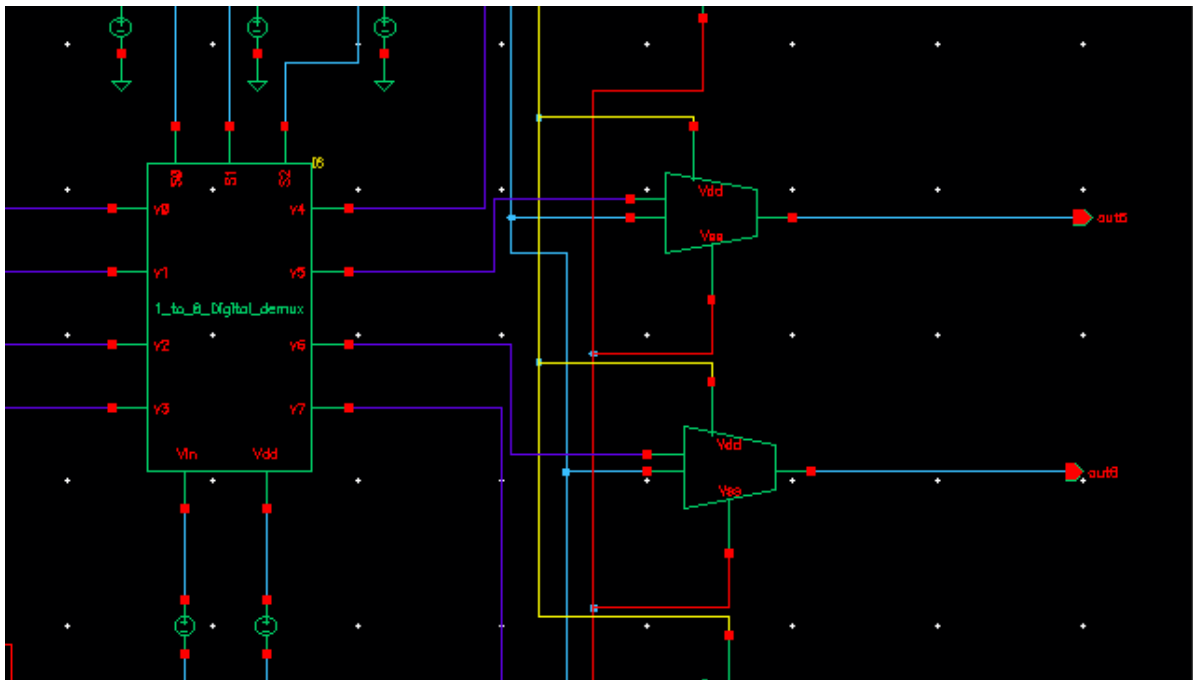 S0 S1 S2
y0 y4
Vdd
Vss
out5
y1 y5
1_to_8_Digital_demux
y2 y6
y3 y7
Vin Vdd
Vdd
Vss
out6